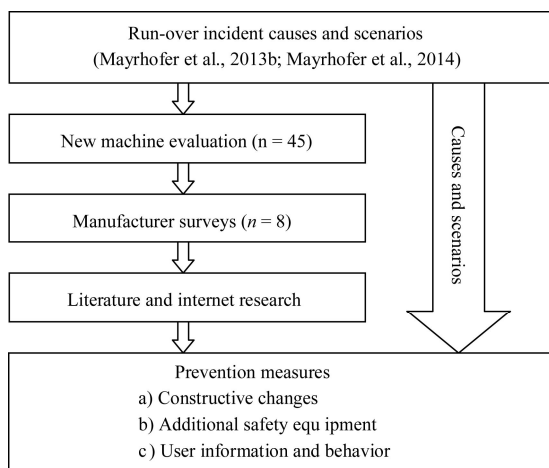 Run-over incident causes and scenarios
(Mayrhofer et al., 2013b; Mayrhofer et al., 2014)
New machine evaluation (n = 45)
Manufacturer surveys (n = 8)
Literature and internet research
Causes and scenarios
Prevention measures
a) Constructive changes
b) Additional safety equ ipment
c ) User information and behavior